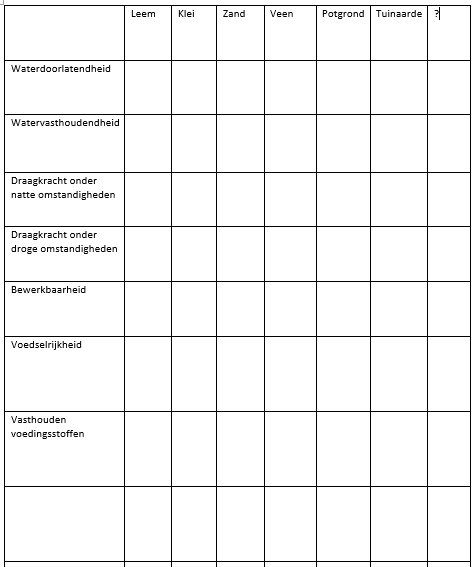 Leem Klei Zand Veen Potgrond Tuinaarde ?
Waterdoorlatendheid
Watervasthoudendheid
Draagkracht onder
natte omstandigheden
Draagkracht onder
droge omstandigheden
Bewerkbaarheid
Voedselrijkheid
Vasthouden
voedingsstoffen